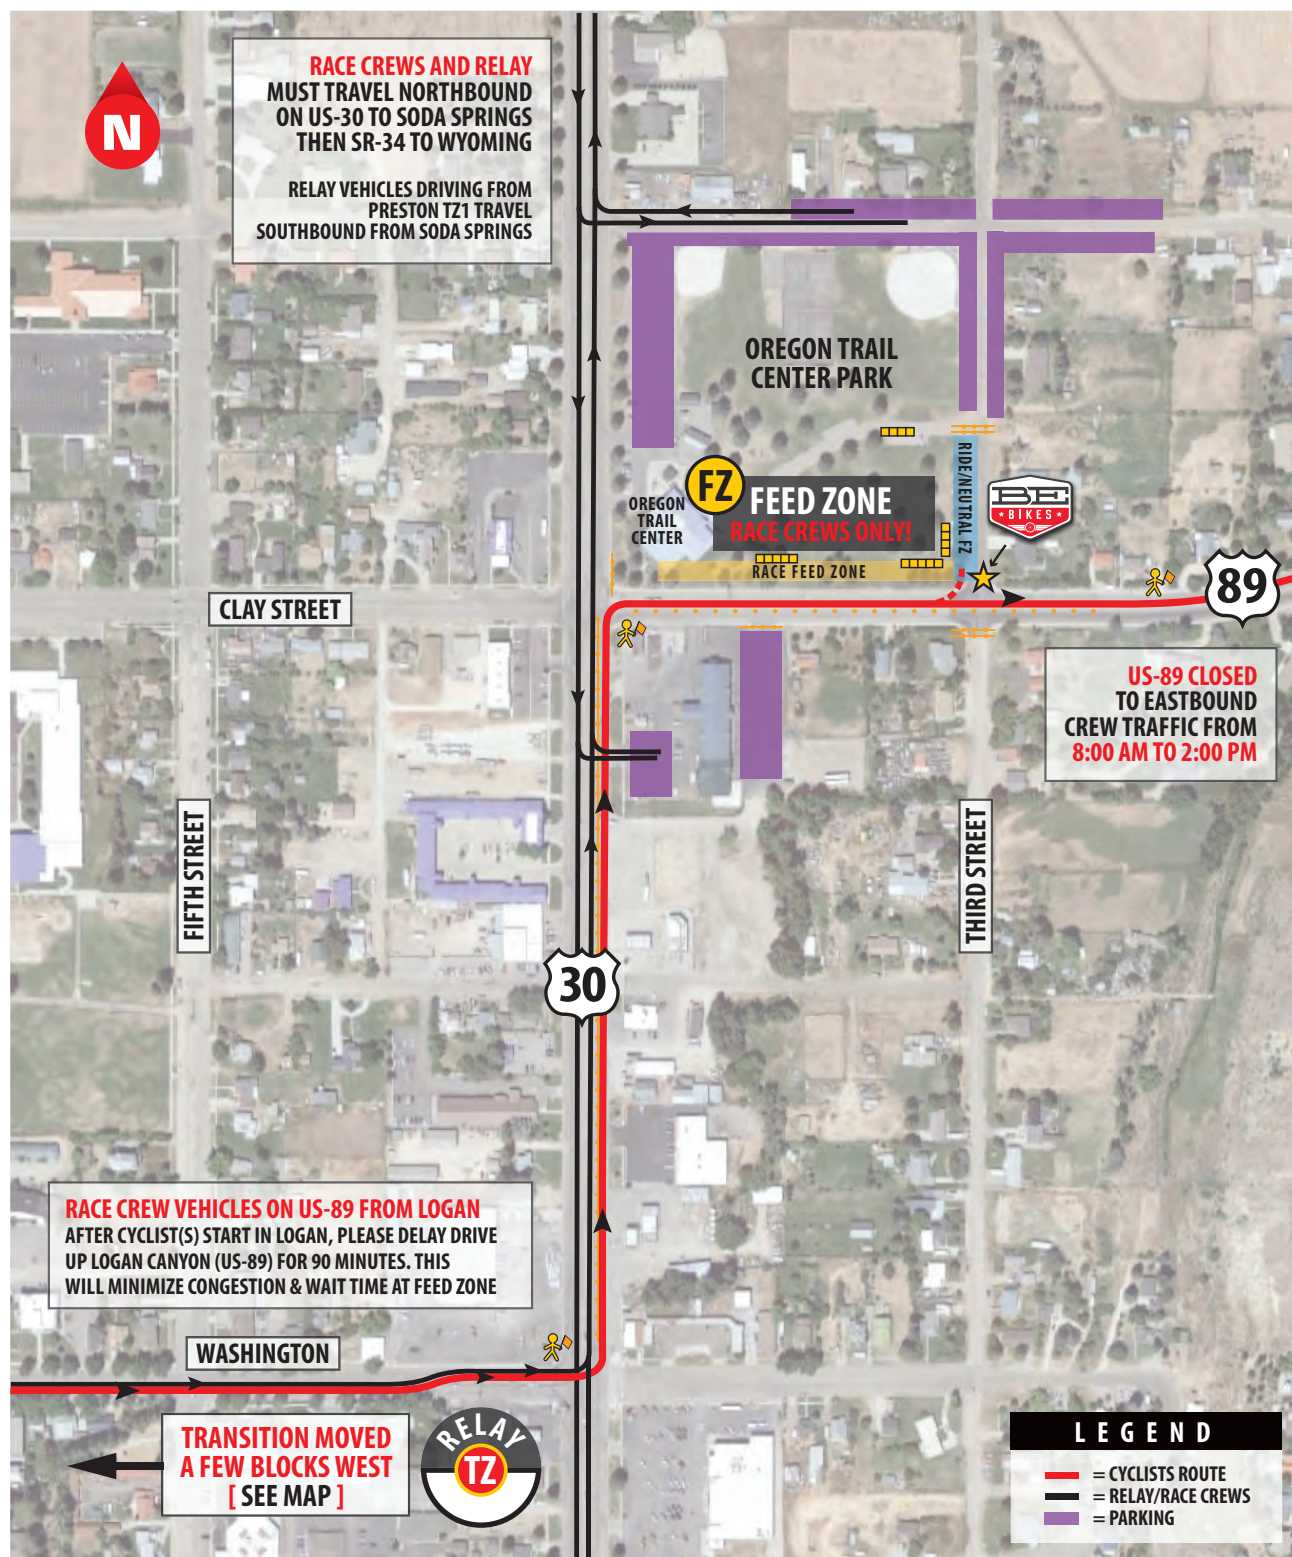 N
RACE CREWS AND RELAY
MUST TRAVEL NORTHBOUND
ON US-30 TO SODA SPRINGS
THEN SR-34 TO WYOMING
RELAY VEHICLES DRIVING FROM
PRESTON TZ1 TRAVEL
SOUTHBOUND FROM SODA SPRINGS
OREGON TRAIL
CENTER PARK
FZ
FEED ZONE
RACE CREWS ONLY!
OREGON
TRAIL
CENTER
RACE FEED ZONE
RIDE/NEUTRAL FZ
BE
BIKES
89
CLAY STREET
US-89 CLOSED
TO EASTBOUND
CREW TRAFFIC FROM
8:00 AM TO 2:00 PM
FIFTH STREET
THIRD STREET
30
RACE CREW VEHICLES ON US-89 FROM LOGAN
AFTER CYCLIST(S) START IN LOGAN, PLEASE DELAY DRIVE
UP LOGAN CANYON (US-89) FOR 90 MINUTES. THIS
WILL MINIMIZE CONGESTION & WAIT TIME AT FEED ZONE
WASHINGTON
TRANSITION MOVED
A FEW BLOCKS WEST
[ SEE MAP ]
RELAY
TZ
LEGEND
= CYCLISTS ROUTE
= RELAY/RACE CREWS
= PARKING